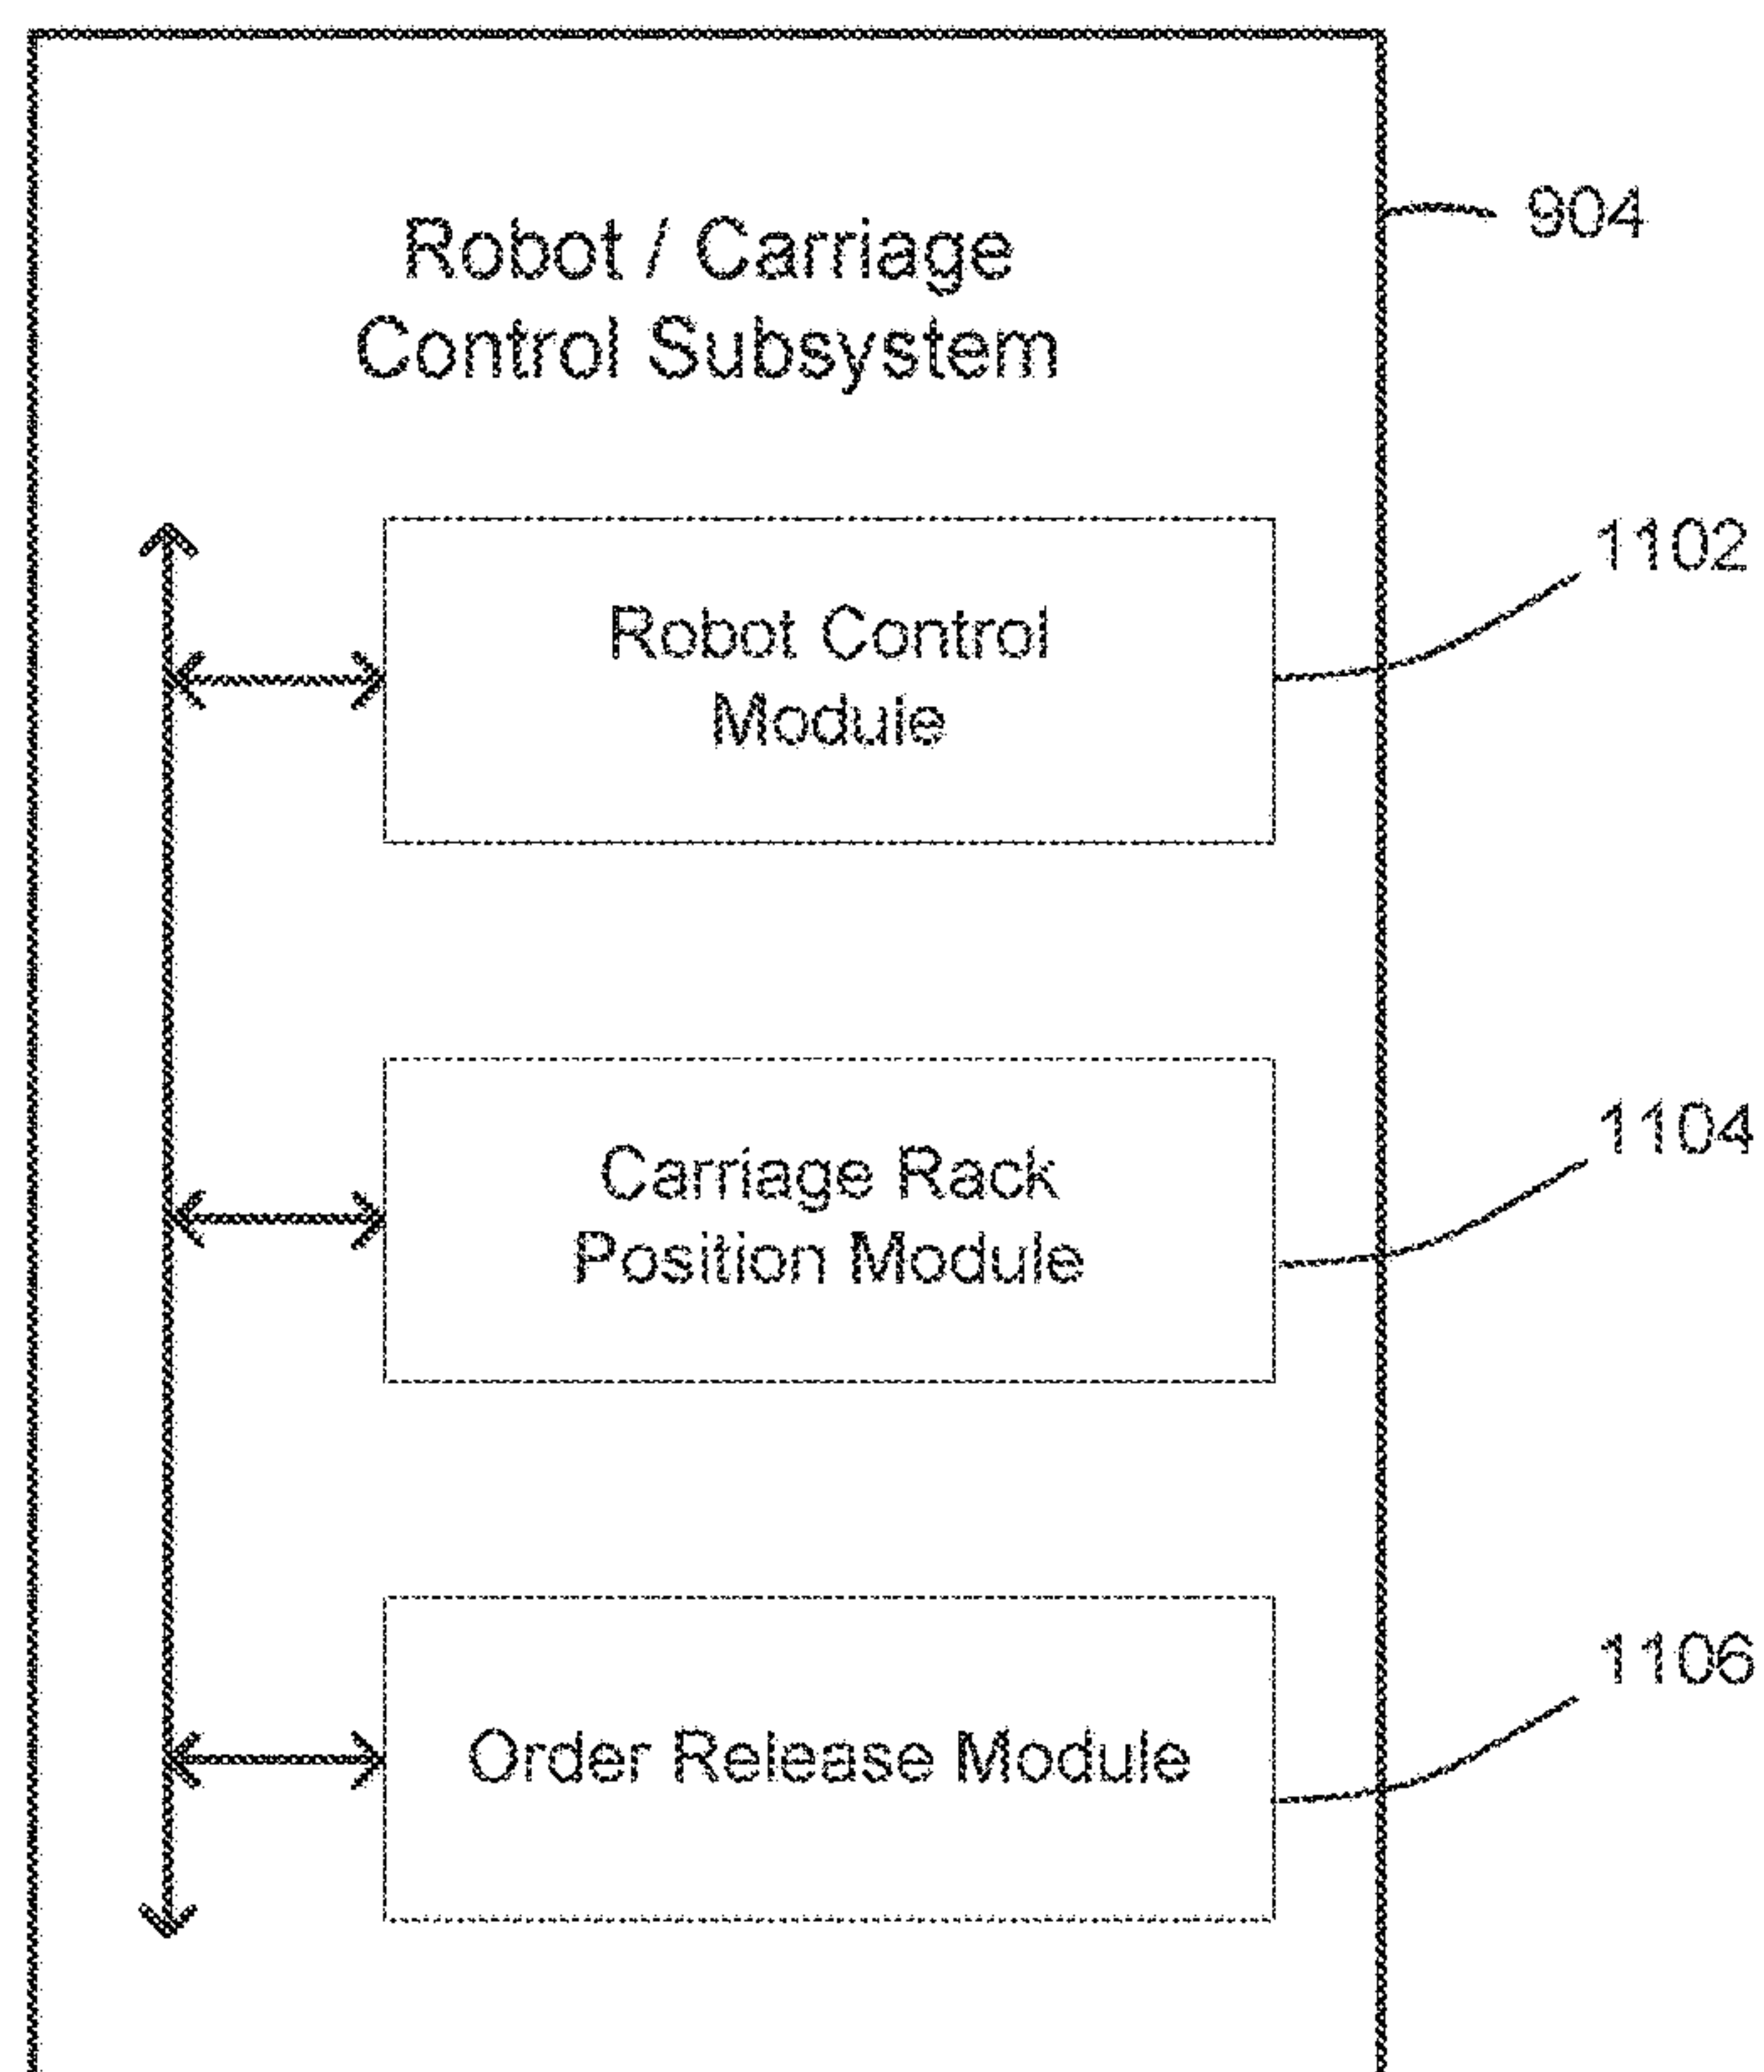 904
Robot / Carriage
Control Subsystem
1102
Robot Control
Module
1104
Carriage Rack
Position Module
1106
Order Release Module